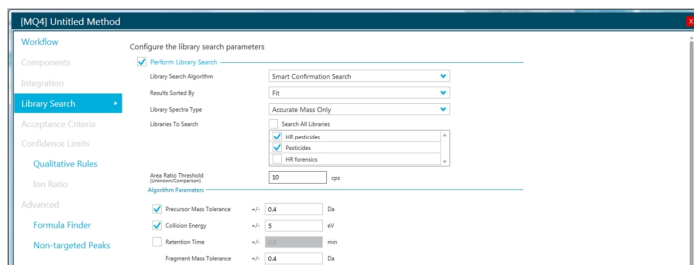 [MQ4] Untitled Method
Workflow
Components
Integration
Library Search
Acceptance Criteria
Confidence Limits
Qualitative Rules
Ion Ratio
Advanced
Formula Finder
Non-targeted Peaks
Configure the library search parameters
Perform Library Search
Library Search Algorithm Smart Confirmation Search
Results Sorted By Fit
Library Spectra Type Accurate Mass Only
Libraries To Search Search All Libraries
HR pesticides
Pesticides
HR forensics
Area Ratio Threshold 10 cps
(Unknown/Comparison)
Algorithm Parameters
Precursor Mass Tolerance +/- 0.4 Da
Collision Energy +/- 5 eV
Retention Time +/- min
Fragment Mass Tolerance +/- 0.4 Da